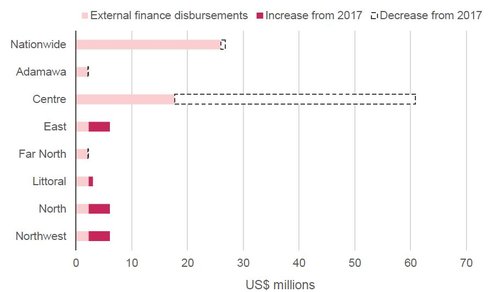 External finance disbursements Increase from 2017 Decrease from 2017
Nationwide
Adamawa
Centre
East
Far North
Littoral
North
Northwest
0 10 20 30 40 50 60 70
US$ millions